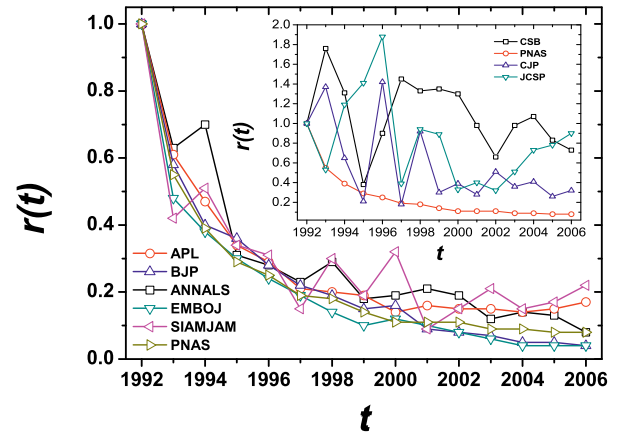 r(t)
1.0
0.8
0.6
0.4
0.2
0.0
1992 1994 1996 1998 2000 2002 2004 2006
t
APL
BJP
ANNALS
EMBOJ
SIAMJAM
PNAS
r(t)
2.0
1.8
1.6
1.4
1.2
1.0
0.8
0.6
0.4
0.2
1992 1994 1996 1998 2000 2002 2004 2006
t
CSB
PNAS
CJP
JCSP